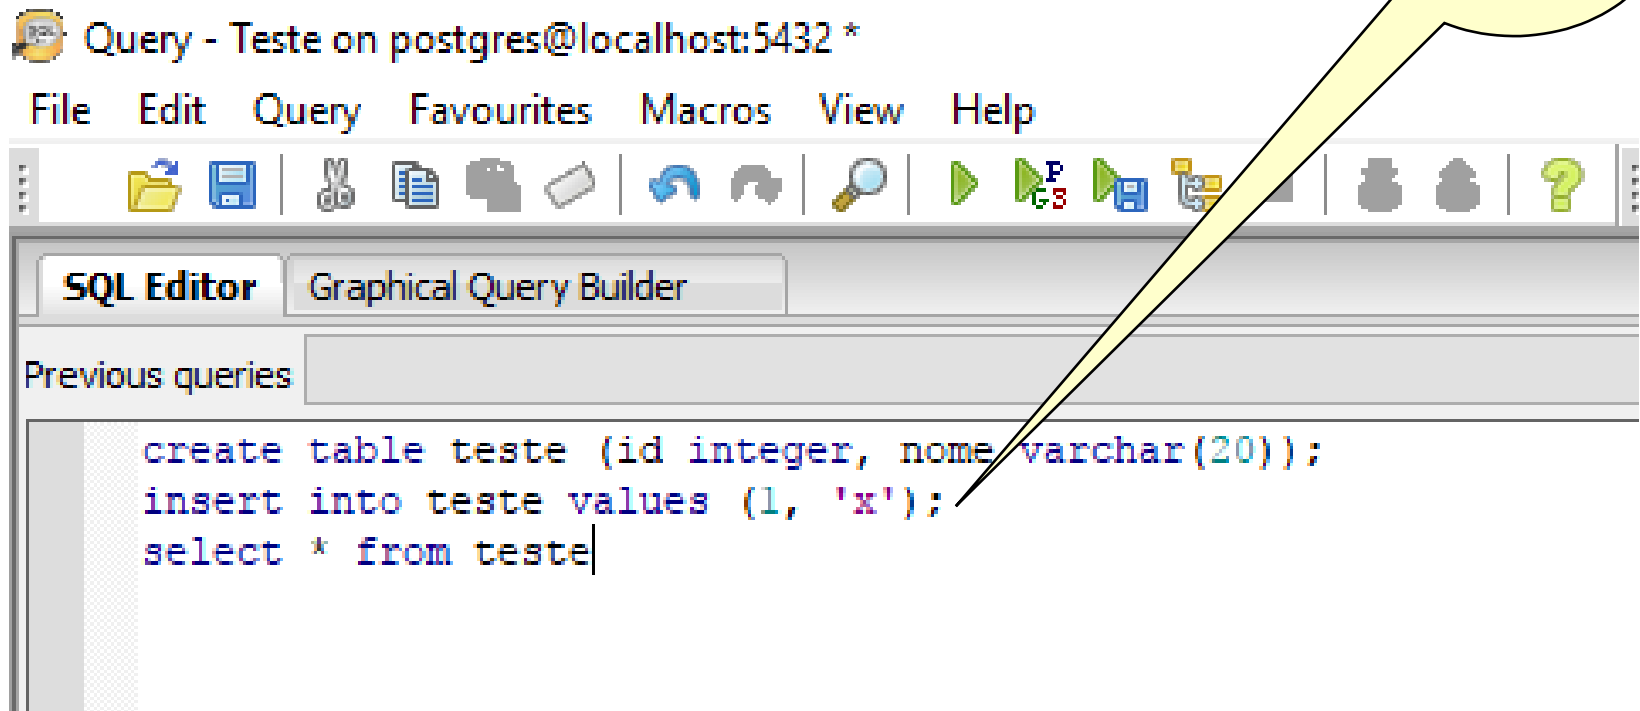 Query - Teste on postgres@localhost:5432 *
File Edit Query Favourites Macros View Help
SQL Editor Graphical Query Builder
Previous queries
create table teste (id integer, nome varchar(20));
insert into teste values (1, 'x');
select * from teste